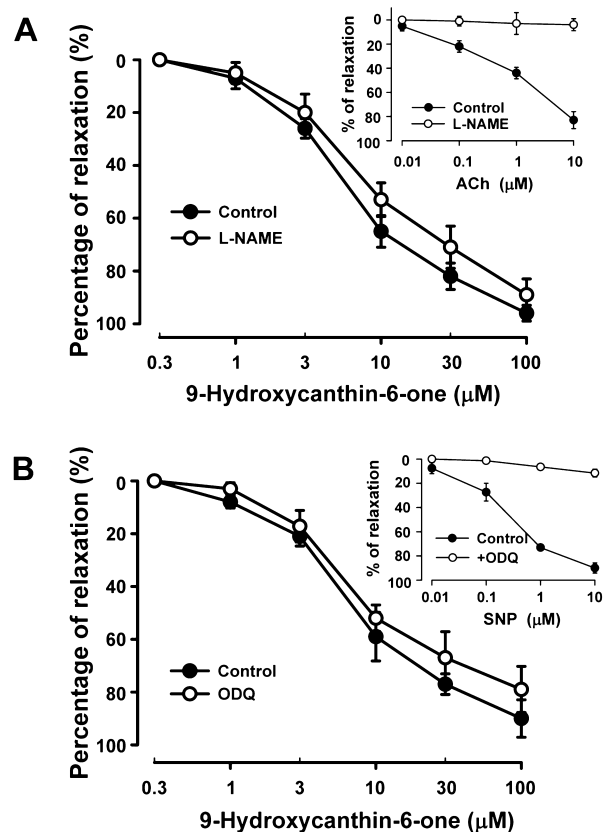 A
Percentage of relaxation (%)
0
20
40
60
80
100
Control
L-NAME
0.3
1
3
10
30
100
9-Hydroxycanthin-6-one (μM)
% of relaxation
0
20
40
60
80
100
Control
L-NAME
0.01
0.1
1
10
ACh (μM)
B
Percentage of relaxation (%)
0
20
40
60
80
100
Control
ODQ
0.3
1
3
10
30
100
9-Hydroxycanthin-6-one (μM)
% of relaxation
0
20
40
60
80
100
Control
+ODQ
0.01
0.1
1
10
SNP (μM)